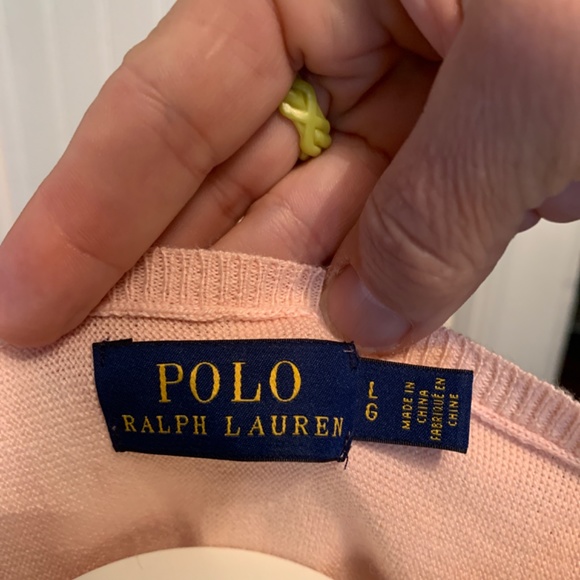 POLO
RALPH LAUREN
L
G
MADE IN
CHINA
FABRIQUÉ EN
CHINE